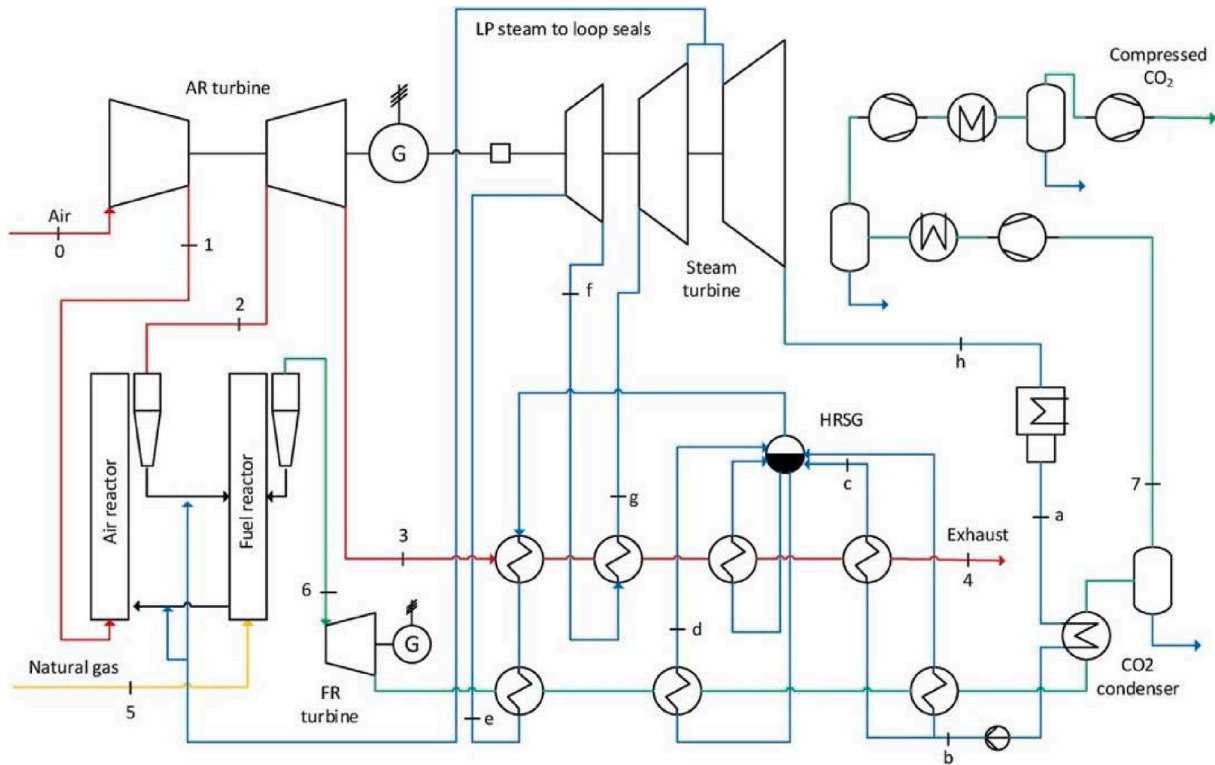 LP steam to loop seals
Compressed
CO2
AR turbine
G
Air
0
1
Steam
turbine
f
2
h
HRSG
Air reactor
Fuel reactor
c
7
g
a
3
Exhaust
4
6
d
G
Natural gas
5
FR
turbine
e
b
CO2
condenser